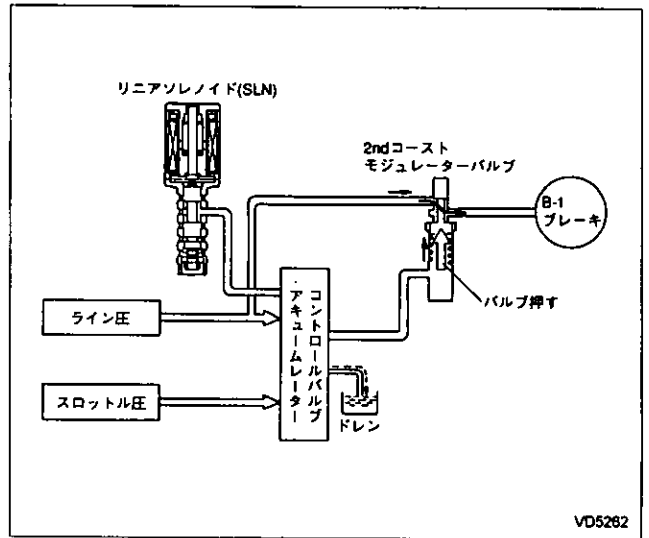 リニアソレノイド(SLN)
2ndコースト
モジュレーターバルブ
B-1
ブレーキ
バルブ押す
ライン圧
スロットル圧
コントロールバルブ
・アキュームレーター
ドレン
VD5262